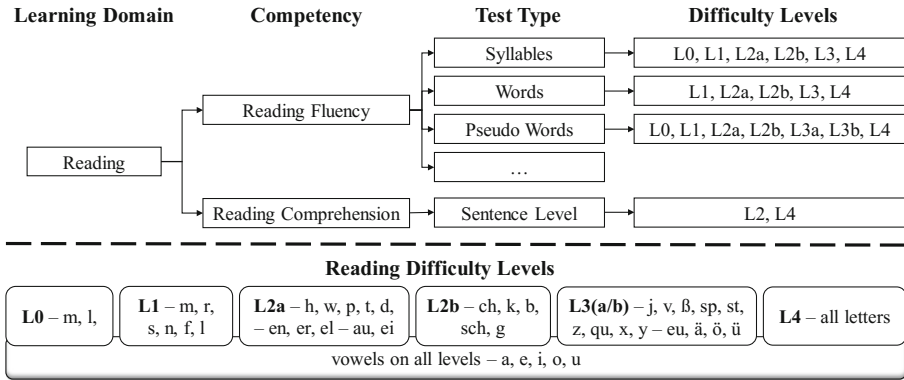 Learning Domain Competency Test Type Difficulty Levels
Syllables L0, L1, L2a, L2b, L3, L4
Words L1, L2a, L2b, L3, L4
Reading Fluency
Pseudo Words L0, L1, L2a, L2b, L3a, L3b, L4
Reading …
Reading Comprehension Sentence Level L2, L4
Reading Difficulty Levels
L0 – m, l,
L1 – m, r,
s, n, f, l
L2a – h, w, p, t, d,
– en, er, el – au, ei
L2b – ch, k, b,
sch, g
L3(a/b) – j, v, ß, sp, st,
z, qu, x, y – eu, ä, ö, ü
L4 – all letters
vowels on all levels – a, e, i, o, u